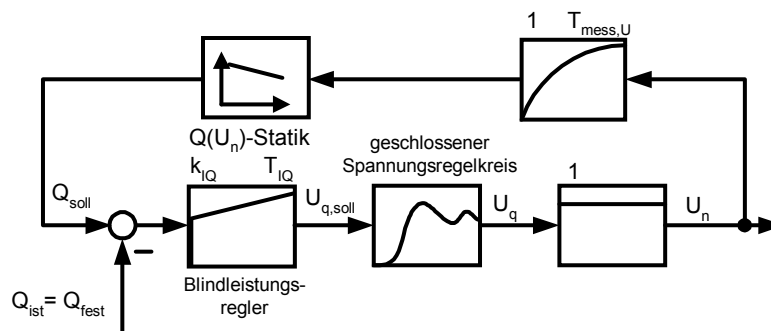 1 T_mess,U
Q(U_n)-Statik
geschlossener
Spannungsregelkreis
k_IQ T_IQ
1
Q_soll
U_q,soll
U_q
U_n
–
Blindleistungs-
regler
Q_ist= Q_fest